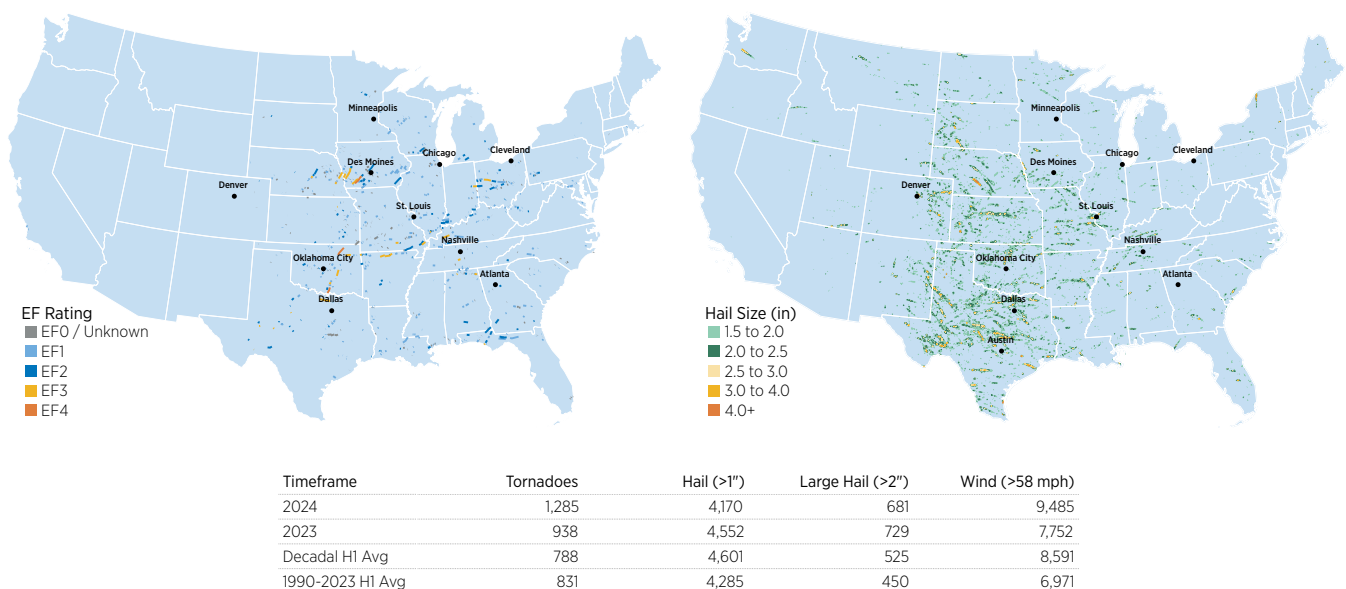 Minneapolis
Des Moines
Chicago
Cleveland
Denver
St. Louis
Nashville
Oklahoma City
Atlanta
Dallas
EF Rating
EF0 / Unknown
EF1
EF2
EF3
EF4
Minneapolis
Des Moines
Chicago
Cleveland
Denver
St. Louis
Nashville
Oklahoma City
Atlanta
Dallas
Austin
Hail Size (in)
1.5 to 2.0
2.0 to 2.5
2.5 to 3.0
3.0 to 4.0
4.0+
Timeframe Tornadoes Hail (>1") Large Hail (>2") Wind (>58 mph)
2024 1,285 4,170 681 9,485
2023 938 4,552 729 7,752
Decadal H1 Avg 788 4,601 525 8,591
1990-2023 H1 Avg 831 4,285 450 6,971